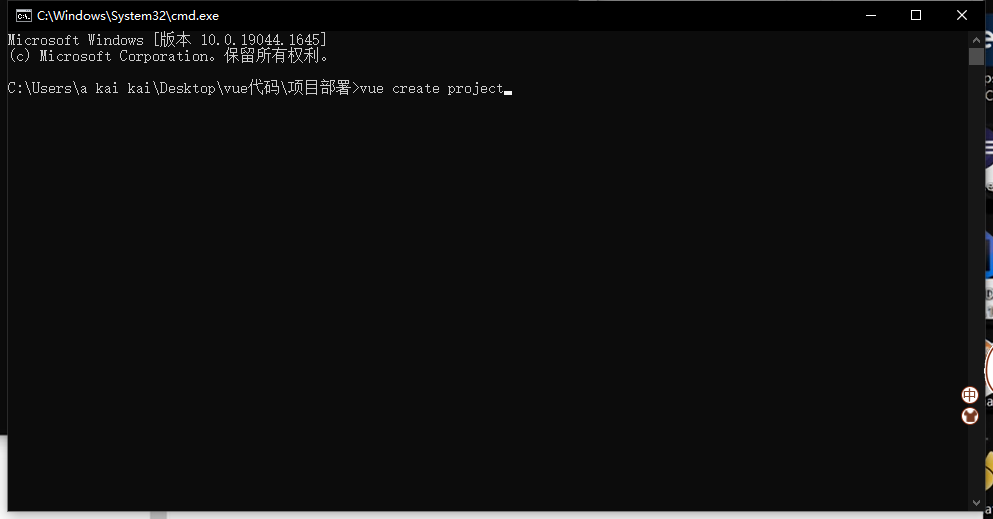 C:\Windows\System32\cmd.exe
Microsoft Windows [版本 10.0.19044.1645]
(c) Microsoft Corporation。保留所有权利。
C:\Users\a kai kai\Desktop\vue代码\项目部署>vue create project
中